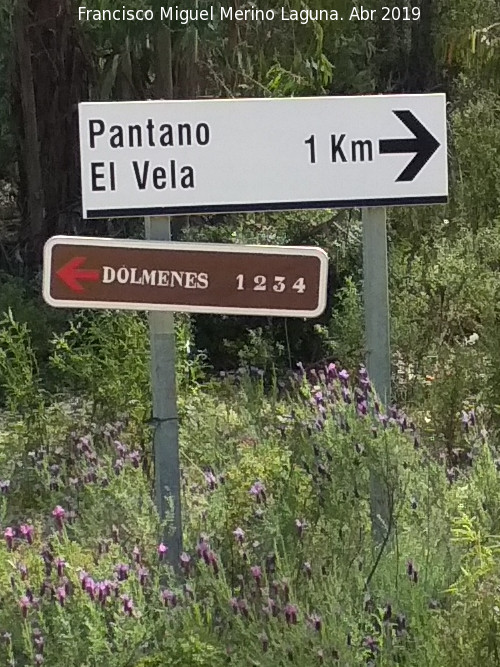 Francisco Miguel Merino Laguna. Abr 2019
Pantano
El Vela
1 Km
DÓLMENES 1 2 3 4